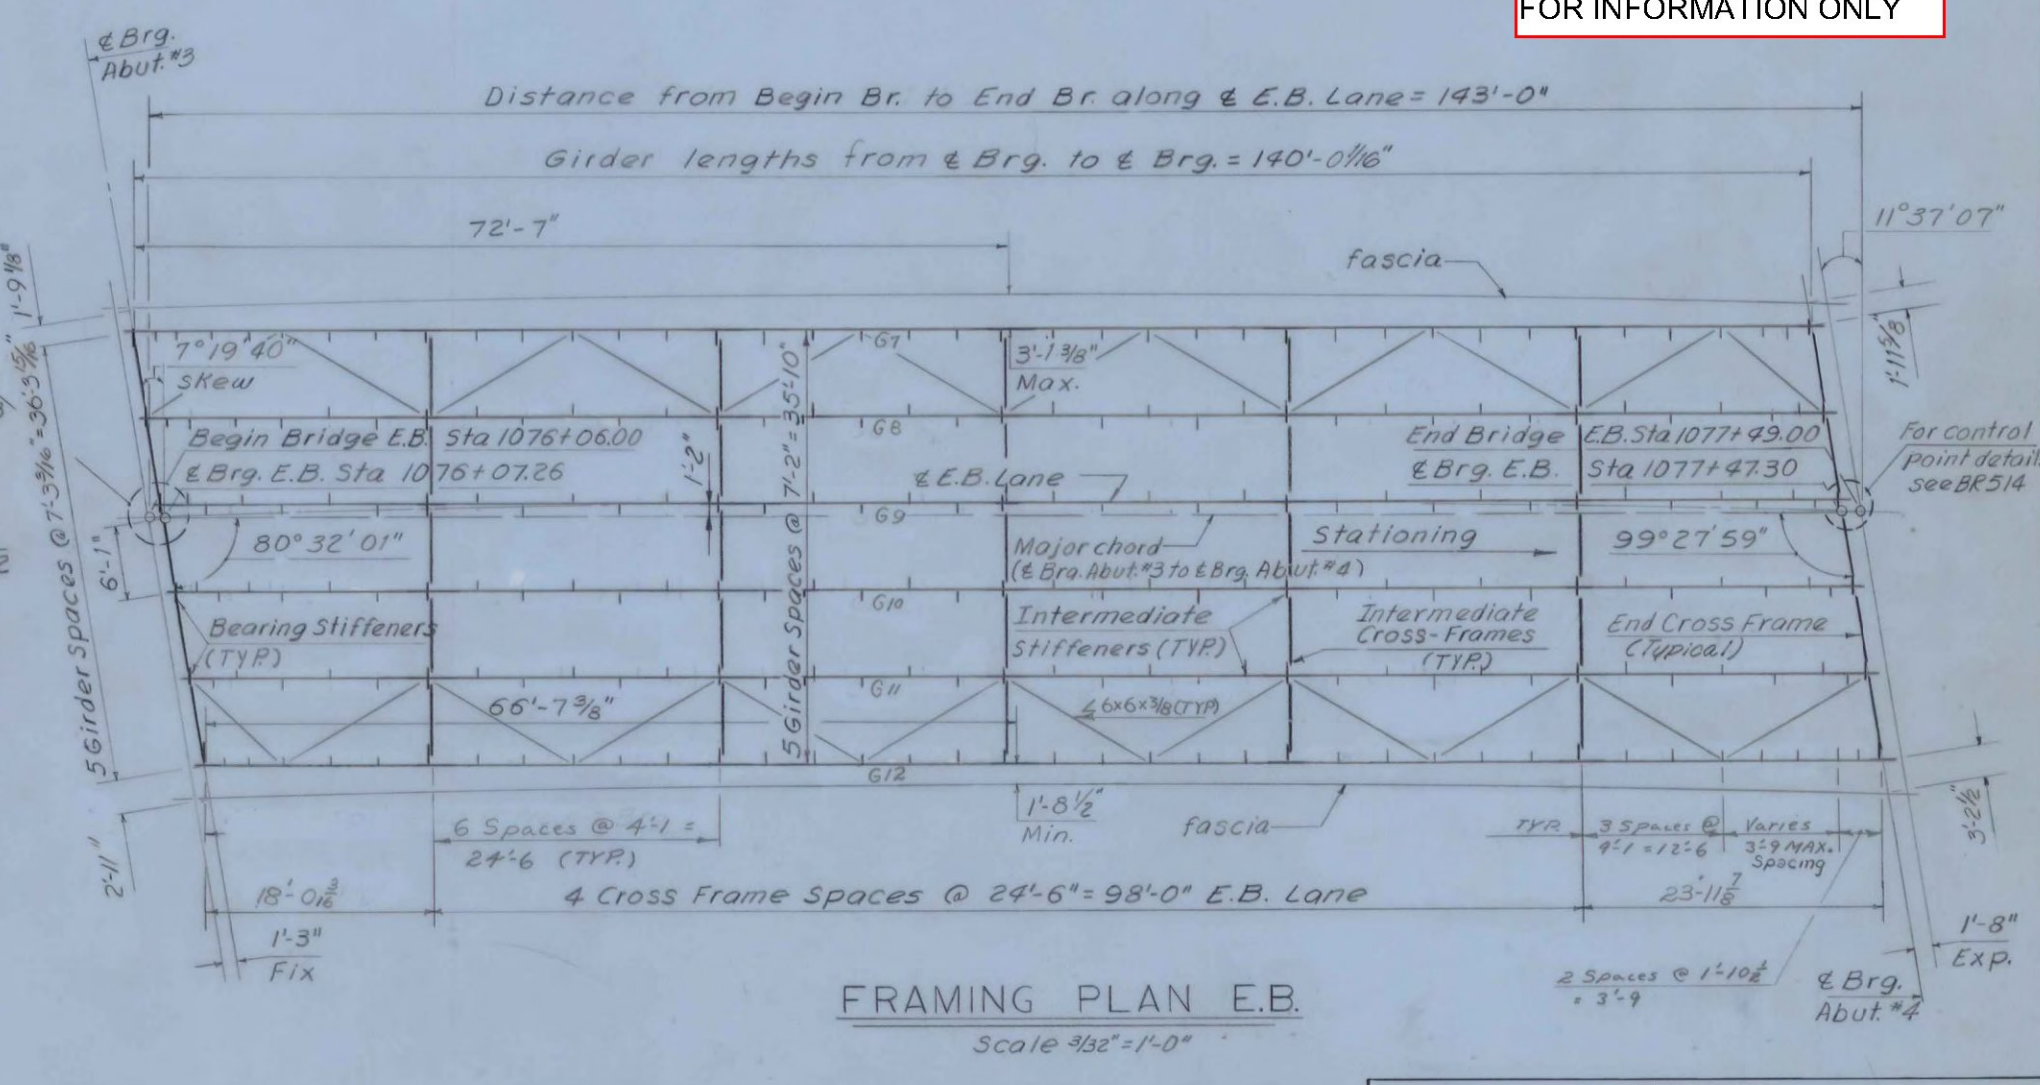 FOR INFORMATION ONLY
℄ Brg.
Abut. #3
Distance from Begin Br. to End Br. along ℄ E.B. Lane = 143'-0"
Girder lengths from ℄ Brg. to ℄ Brg. = 140'-0 1/16"
72'-7"
11°37'07"
fascia
1'-9 1/8"
1'-11 5/8"
7°19'40"
skew
G7
3'-1 3/8"
Max.
G8
Begin Bridge E.B. Sta 1076+06.00
℄ Brg. E.B. Sta 1076+07.26
1'-2"
℄ E.B. Lane
End Bridge E.B. Sta 1077+49.00
℄ Brg. E.B. Sta 1077+47.30
For control
point detail
see BR514
5 Girder Spaces @ 7'-3 3/16" = 36'-3 15/16"
5 Girder Spaces @ 7'-2" = 35'-10"
G9
6'-1"
80°32'01"
Major chord
(℄ Brg. Abut. #3 to ℄ Brg. Abut. #4)
Stationing
99°27'59"
G10
Bearing Stiffeners
(TYP.)
Intermediate
Stiffeners (TYP.)
Intermediate
Cross-Frames
(TYP.)
End Cross Frame
(Typical)
G11
66'-7 3/8"
∠ 6x6x3/8 (TYP)
G12
1'-8 1/2"
Min.
fascia
2'-11"
3'-2 1/2"
6 Spaces @ 4'-1 =
24'-6 (TYP.)
TYP.
3 Spaces @
4'-1 = 12'-6
Varies
3'-9 MAX.
Spacing
18'-0
4 Cross Frame Spaces @ 24'-6" = 98'-0" E.B. Lane
23'-11 7/8
1'-3"
Fix
1'-8"
Exp.
2 Spaces @ 1'-10 1/2
= 3'-9
℄ Brg.
Abut. #4
FRAMING PLAN E.B.
Scale 3/32" = 1'-0"